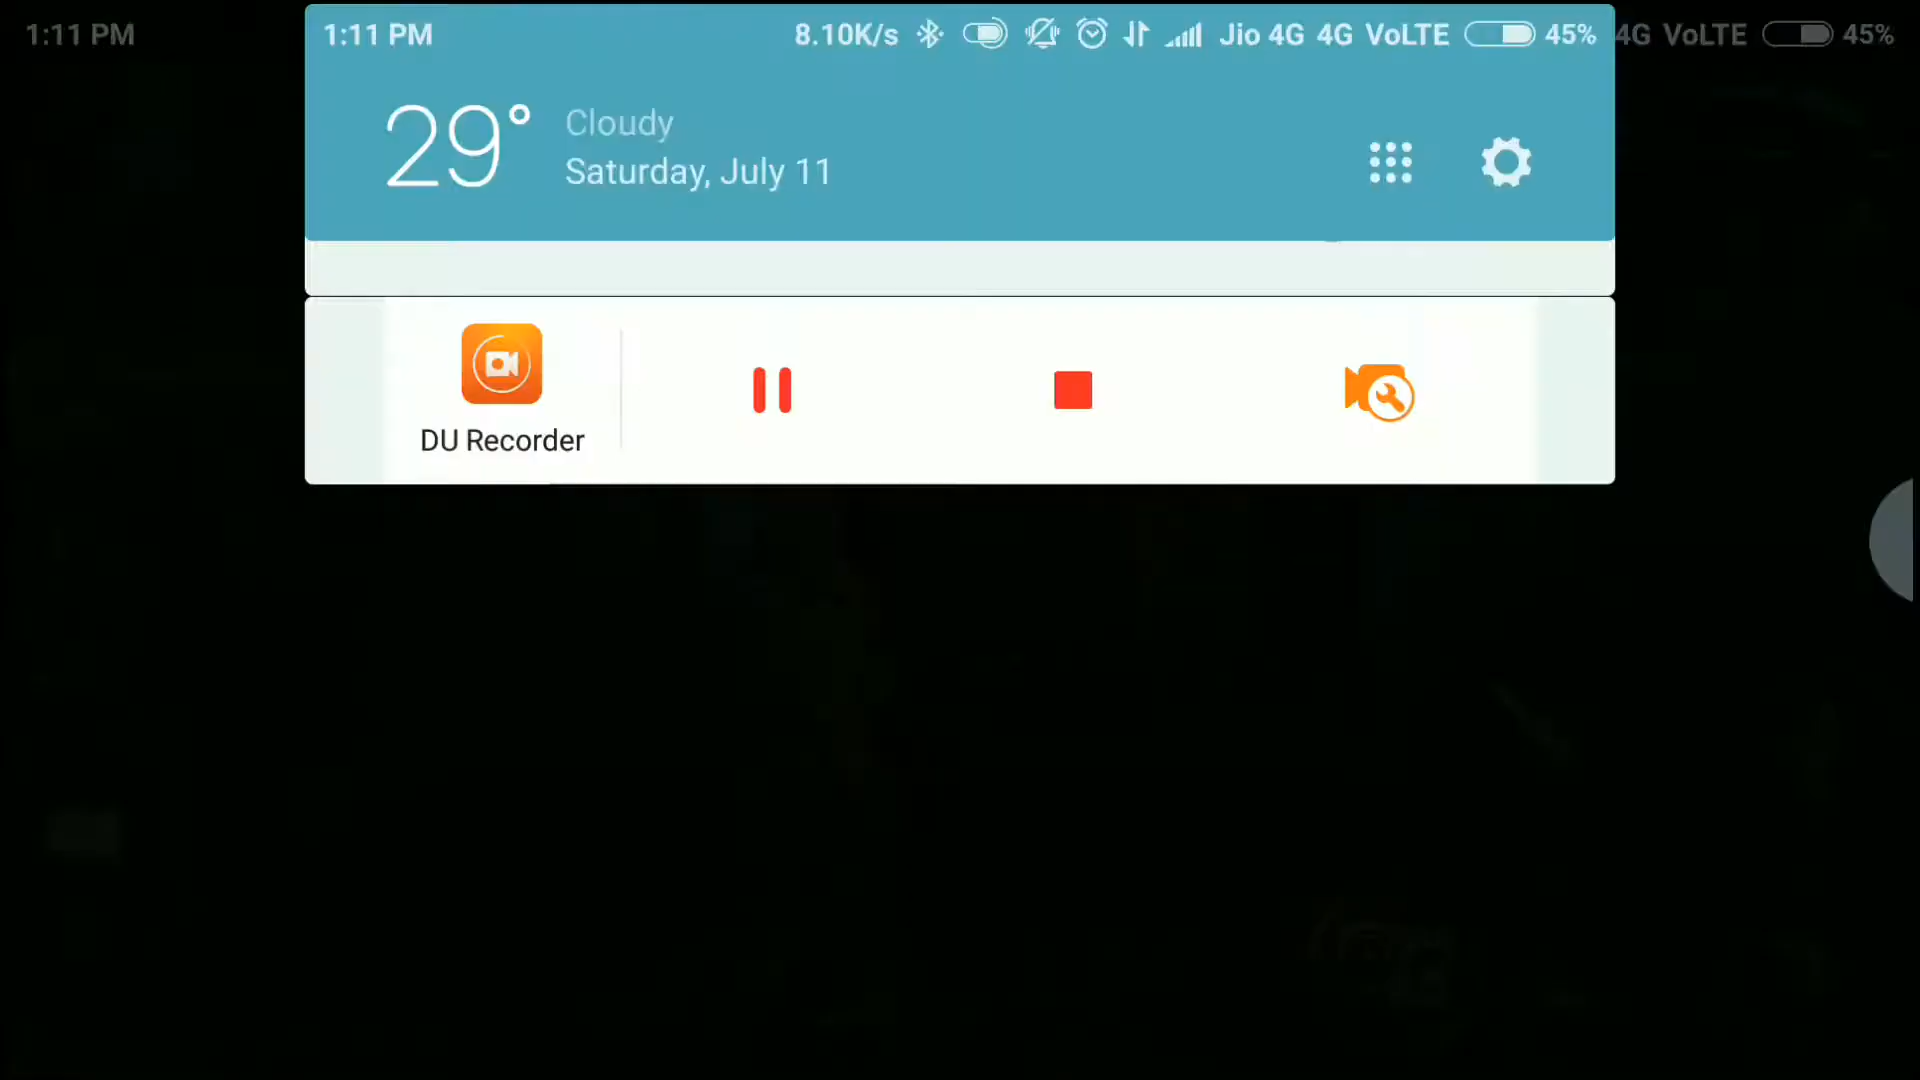 1:11 PM
1:11 PM 8.10K/s Jio 4G 4G VoLTE 45% 4G VoLTE 45%
29° Cloudy
Saturday, July 11
DU Recorder